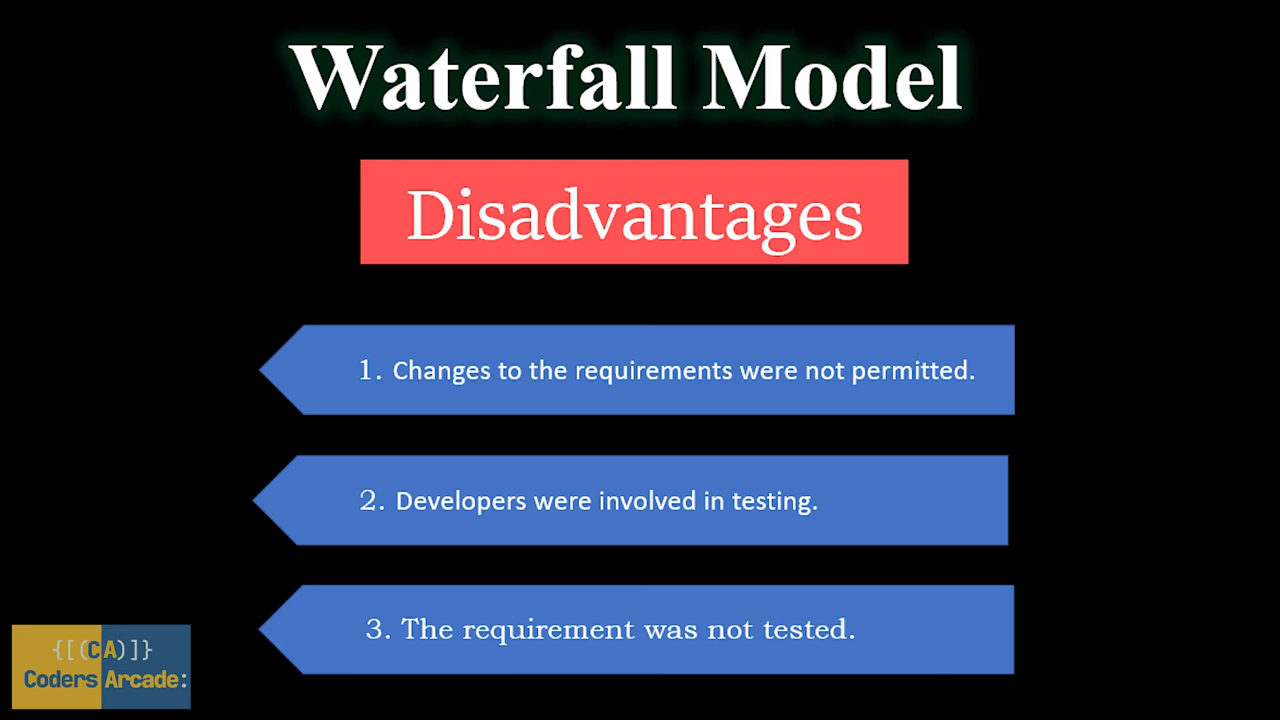 Waterfall Model
Disadvantages
1. Changes to the requirements were not permitted.
2. Developers were involved in testing.
3. The requirement was not tested.
{[(CA)]}
Coders Arcade: